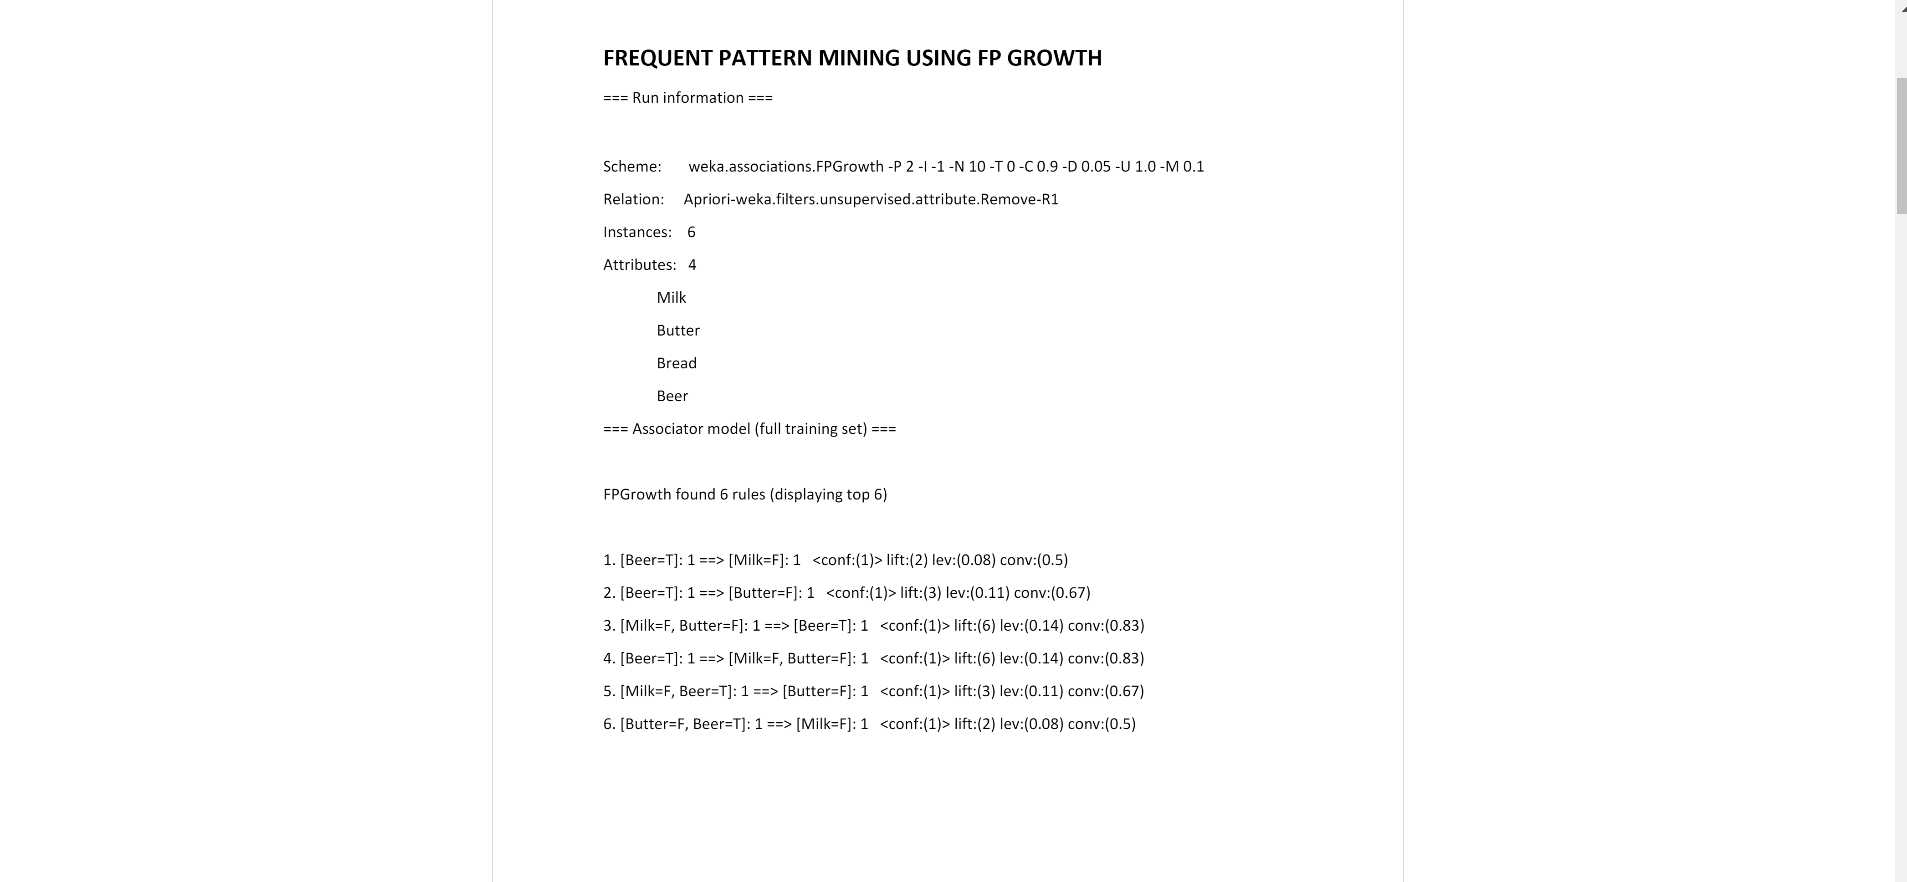 FREQUENT PATTERN MINING USING FP GROWTH
=== Run information ===
Scheme: weka.associations.FPGrowth -P 2 -I -1 -N 10 -T 0 -C 0.9 -D 0.05 -U 1.0 -M 0.1
Relation: Apriori-weka.filters.unsupervised.attribute.Remove-R1
Instances: 6
Attributes: 4
Milk
Butter
Bread
Beer
=== Associator model (full training set) ===
FPGrowth found 6 rules (displaying top 6)
1. [Beer=T]: 1 ==> [Milk=F]: 1 <conf:(1)> lift:(2) lev:(0.08) conv:(0.5)
2. [Beer=T]: 1 ==> [Butter=F]: 1 <conf:(1)> lift:(3) lev:(0.11) conv:(0.67)
3. [Milk=F, Butter=F]: 1 ==> [Beer=T]: 1 <conf:(1)> lift:(6) lev:(0.14) conv:(0.83)
4. [Beer=T]: 1 ==> [Milk=F, Butter=F]: 1 <conf:(1)> lift:(6) lev:(0.14) conv:(0.83)
5. [Milk=F, Beer=T]: 1 ==> [Butter=F]: 1 <conf:(1)> lift:(3) lev:(0.11) conv:(0.67)
6. [Butter=F, Beer=T]: 1 ==> [Milk=F]: 1 <conf:(1)> lift:(2) lev:(0.08) conv:(0.5)